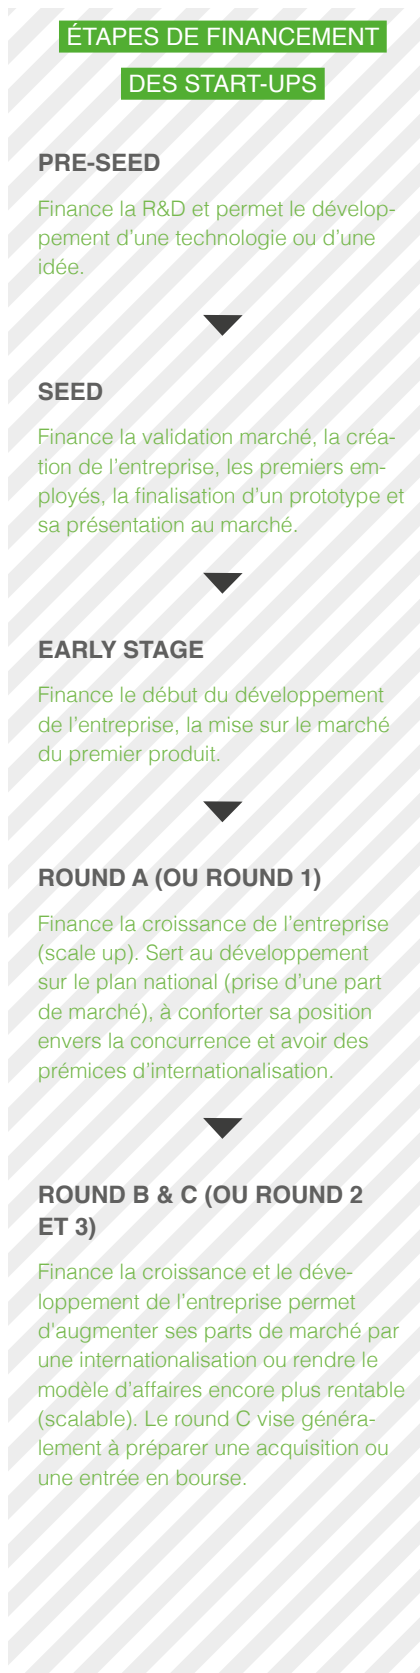 ÉTAPES DE FINANCEMENT
DES START-UPS
PRE-SEED
Finance la R&D et permet le dévelop-
pement d'une technologie ou d'une
idée.
SEED
Finance la validation marché, la créa-
tion de l'entreprise, les premiers em-
ployés, la finalisation d'un prototype et
sa présentation au marché.
EARLY STAGE
Finance le début du développement
de l'entreprise, la mise sur le marché
du premier produit.
ROUND A (OU ROUND 1)
Finance la croissance de l'entreprise
(scale up). Sert au développement
sur le plan national (prise d'une part
de marché), à conforter sa position
envers la concurrence et avoir des
prémices d'internationalisation.
ROUND B & C (OU ROUND 2
ET 3)
Finance la croissance et le déve-
loppement de l'entreprise permet
d'augmenter ses parts de marché par
une internationalisation ou rendre le
modèle d'affaires encore plus rentable
(scalable). Le round C vise généra-
lement à préparer une acquisition ou
une entrée en bourse.